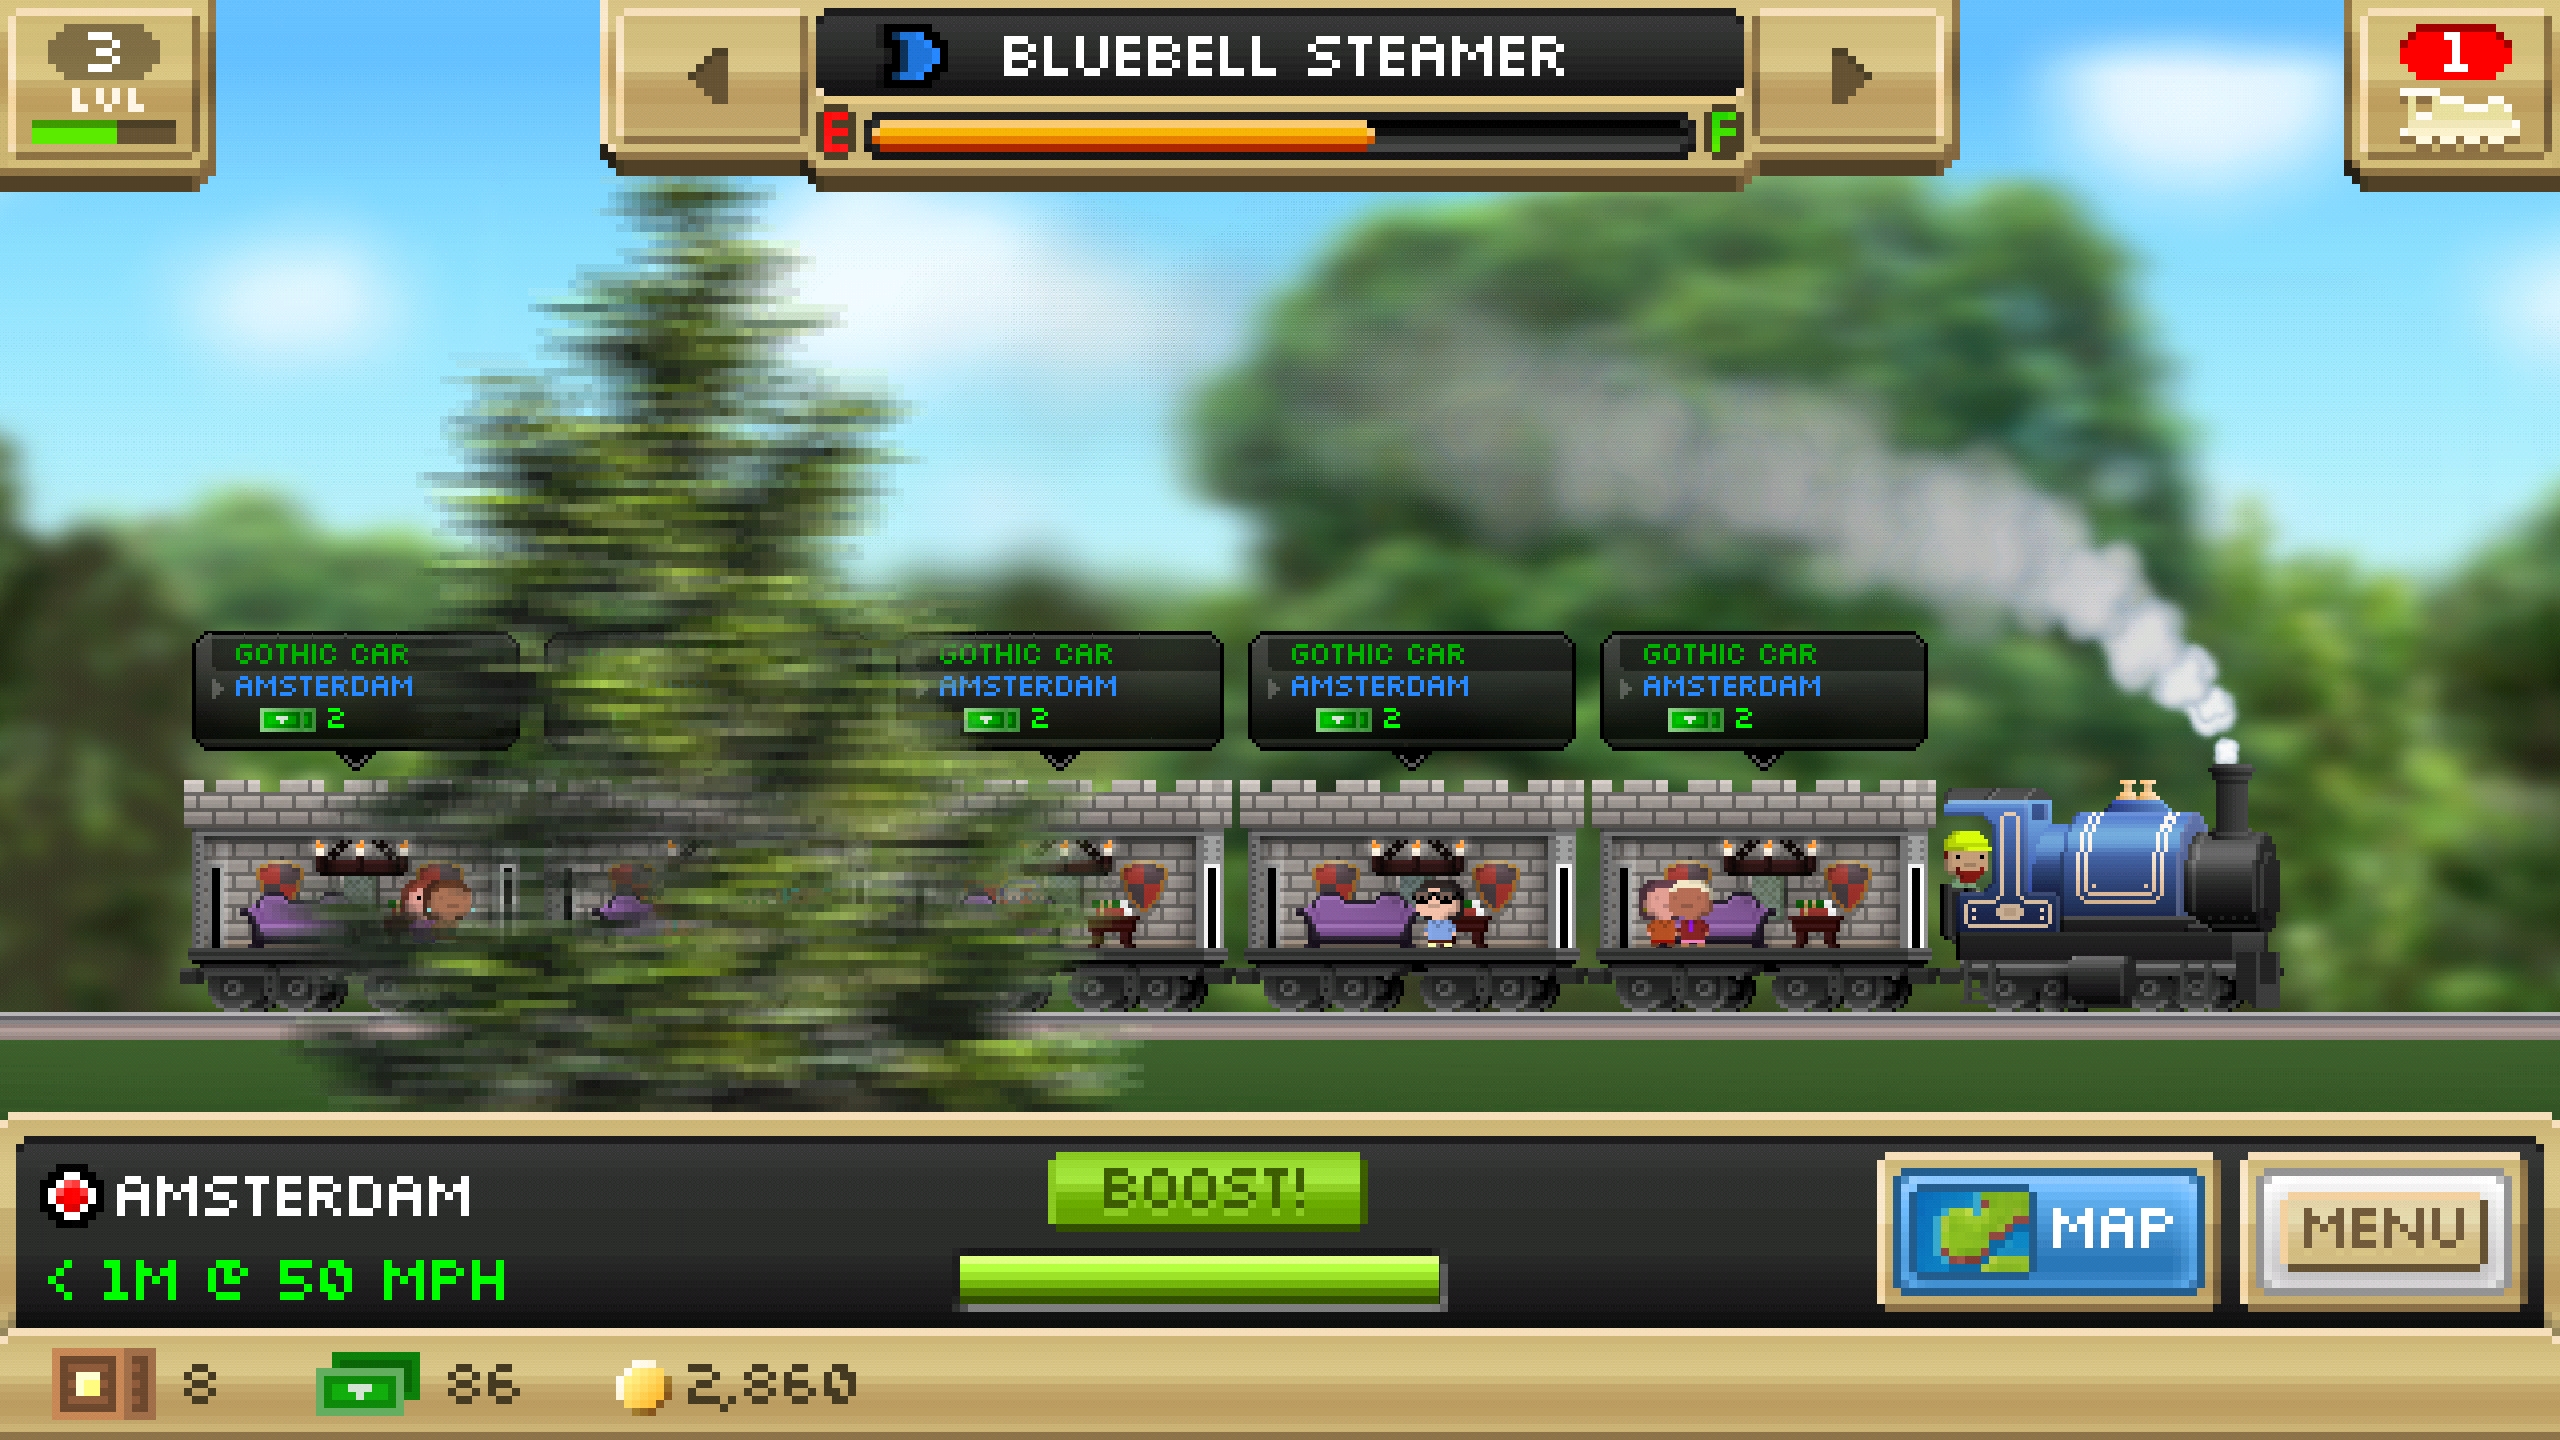 3
LVL
BLUEBELL STEAMER
E
F
1
GOTHIC CAR
AMSTERDAM
2
GOTHIC CAR
AMSTERDAM
2
GOTHIC CAR
AMSTERDAM
2
GOTHIC CAR
AMSTERDAM
2
AMSTERDAM
< 1M @ 50 MPH
BOOST!
MAP
MENU
8
86
2,860